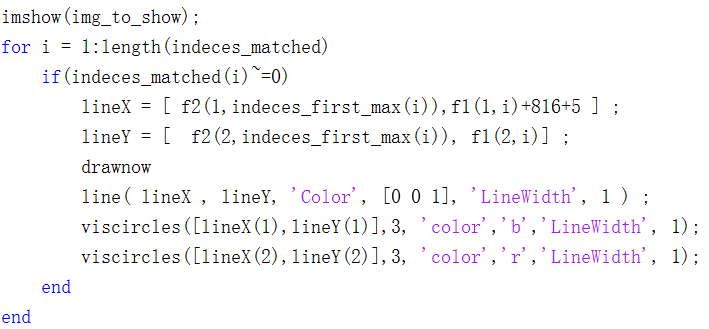 imshow(img_to_show);
for i = 1:length(indeces_matched)
    if(indeces_matched(i)~=0)
        lineX = [ f2(1,indeces_first_max(i)),f1(1,i)+816+5 ] ;
        lineY = [  f2(2,indeces_first_max(i)), f1(2,i)] ;
        drawnow
        line( lineX , lineY, 'Color', [0 0 1], 'LineWidth', 1 ) ;
        viscircles([lineX(1),lineY(1)],3, 'color','b','LineWidth', 1);
        viscircles([lineX(2),lineY(2)],3, 'color','r','LineWidth', 1);
    end
end